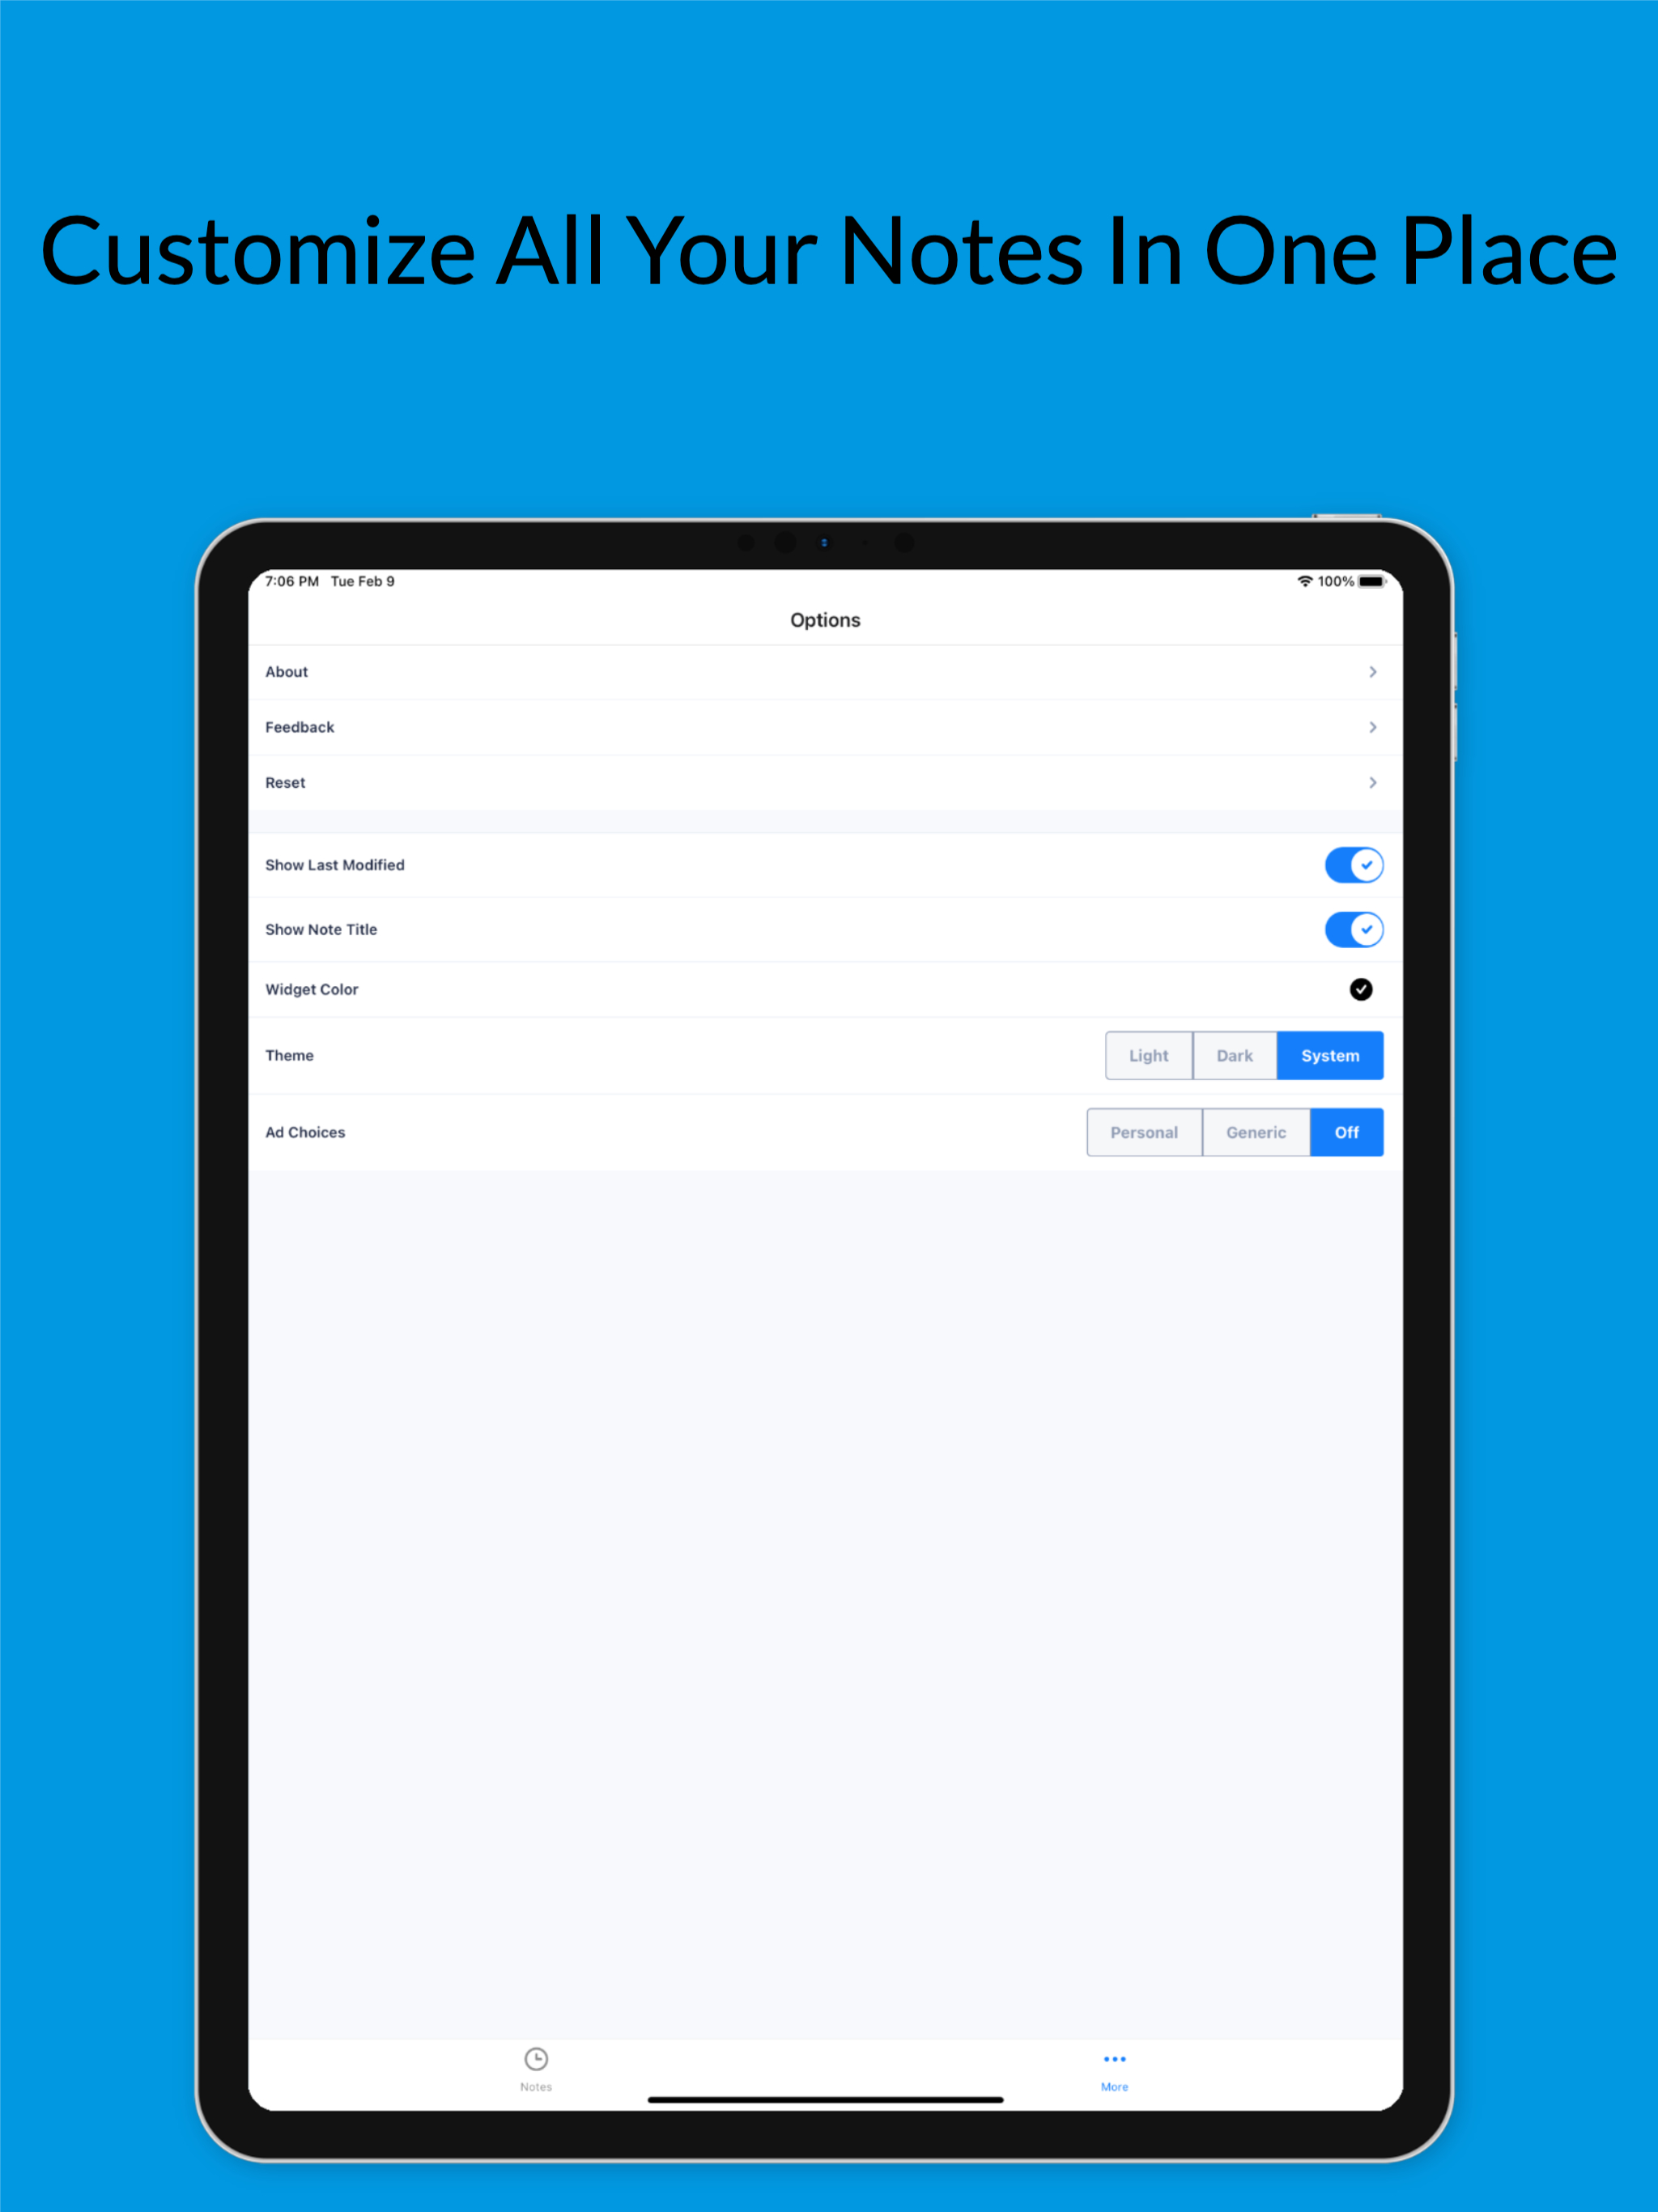 Customize All Your Notes In One Place
7:06 PM Tue Feb 9 100%
Options
About
Feedback
Reset
Show Last Modified
Show Note Title
Widget Color
Theme Light Dark System
Ad Choices Personal Generic Off
Notes More